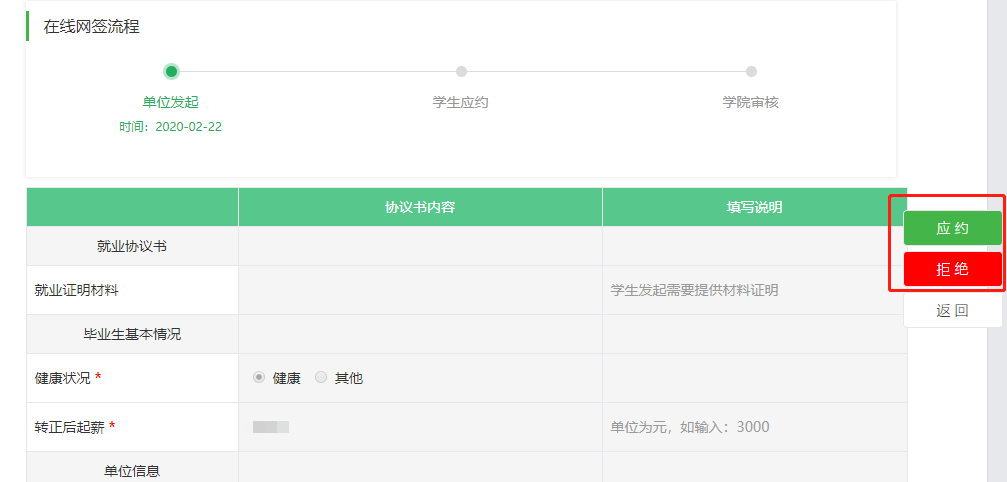 在线网签流程
单位发起
学生应约
学院审核
时间：2020-02-22
协议书内容
填写说明
应 约
就业协议书
拒 绝
就业证明材料
学生发起需要提供材料证明
返 回
毕业生基本情况
健康状况 *
健康
其他
转正后起薪 *
单位为元，如输入：3000
单位信息